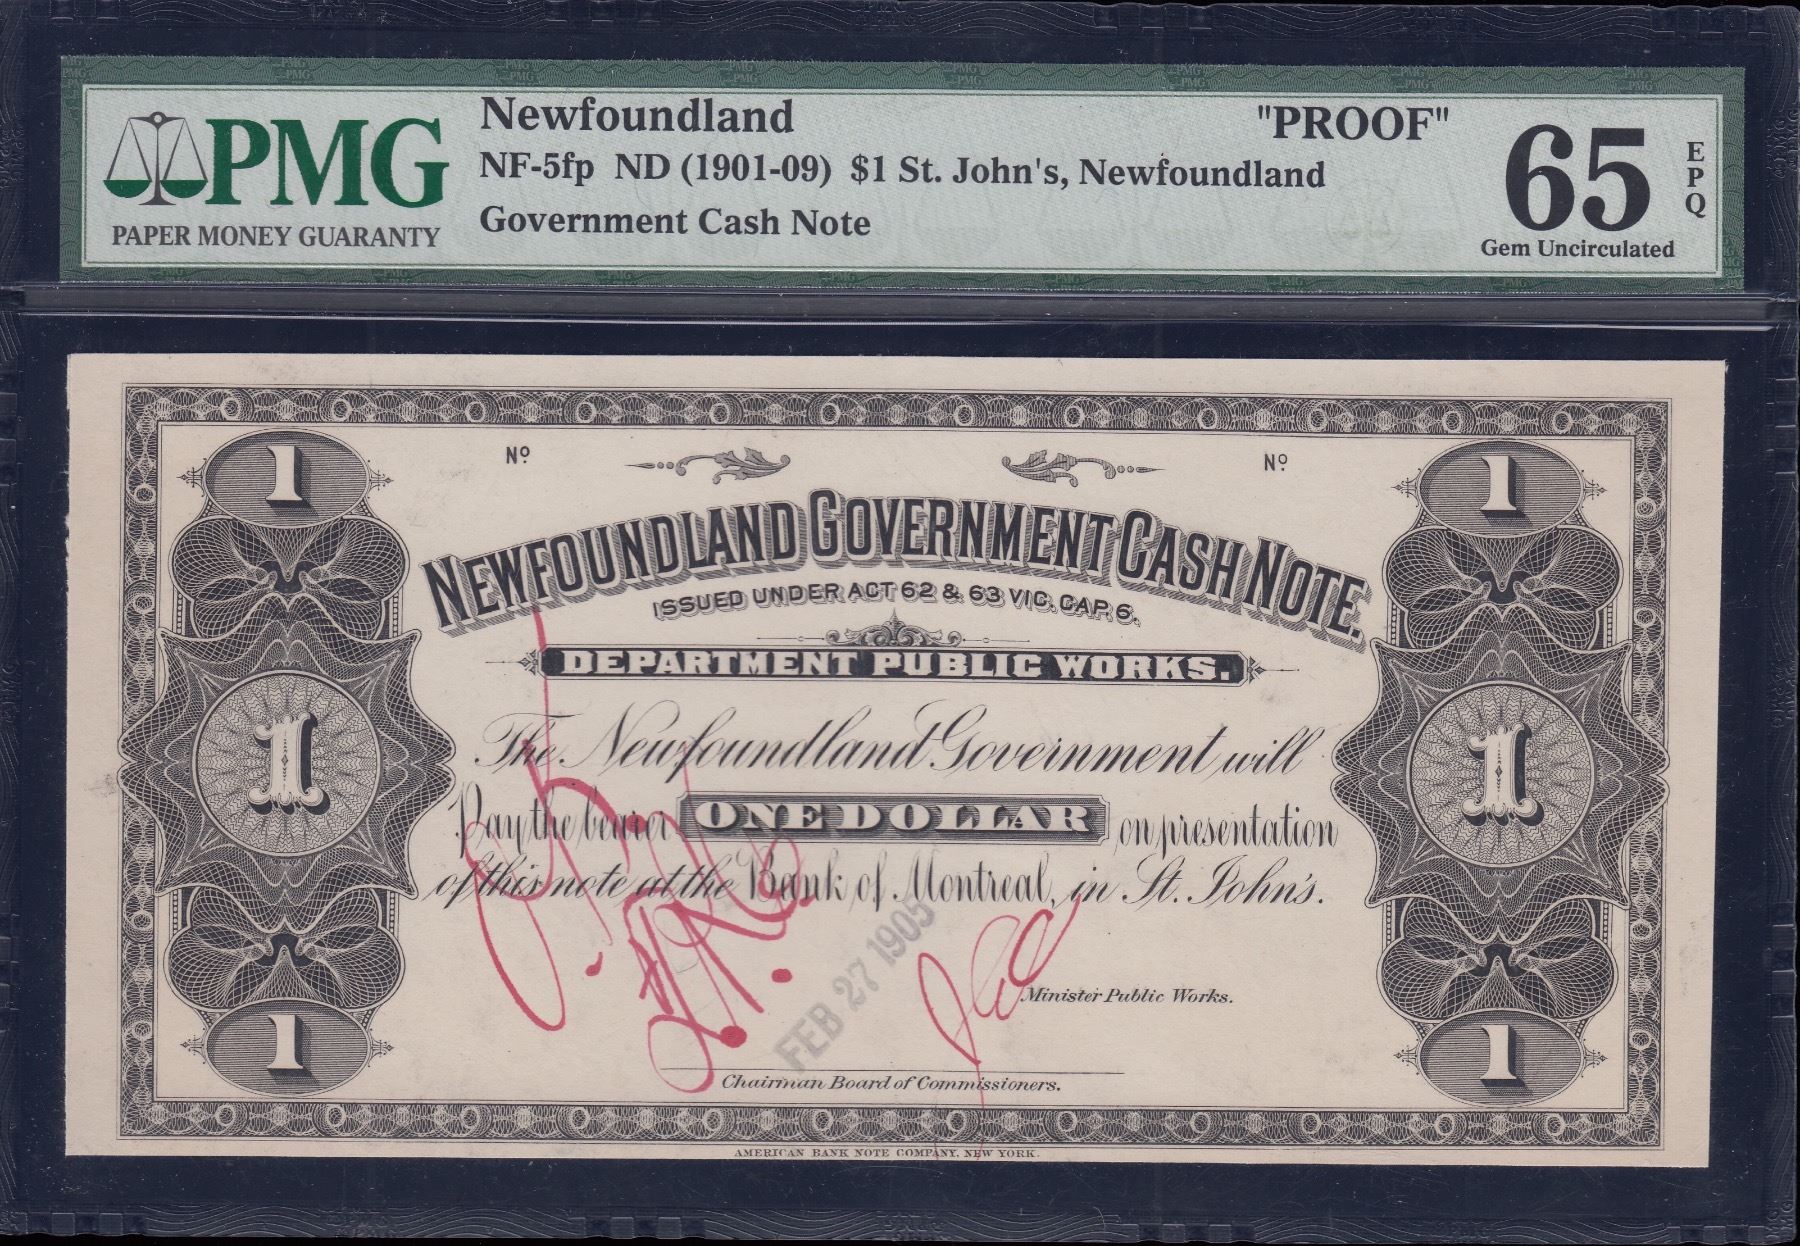 Newfoundland "PROOF"
NF-5fp ND (1901-09) $1 St. John's, Newfoundland
Government Cash Note
PMG
PAPER MONEY GUARANTY
65
EPQ
Gem Uncirculated
1 Nº Nº 1
NEWFOUNDLAND GOVERNMENT CASH NOTE.
ISSUED UNDER ACT 62 & 63 VIC. CAP. 6.
DEPARTMENT PUBLIC WORKS.
The Newfoundland Government will
1 Pay the bearer ONE DOLLAR on presentation 1
of this note at the Bank of Montreal, in St. John's.
FEB 27 1905
Minister Public Works.
1 1
Chairman Board of Commissioners.
AMERICAN BANK NOTE COMPANY, NEW YORK.